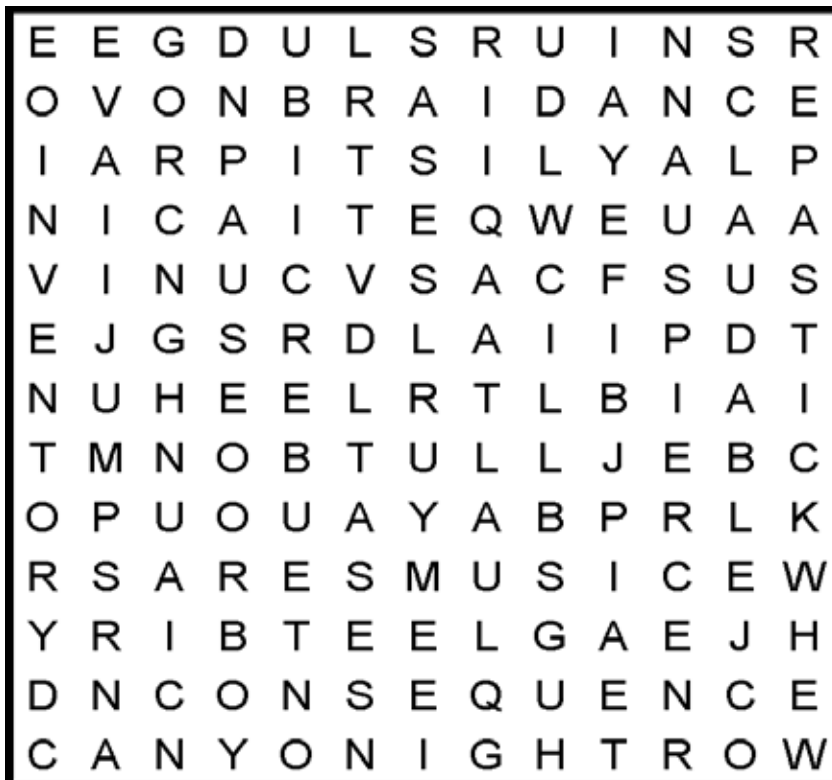 E E G D U L S R U I N S R
O V O N B R A I D A N C E
I A R P I T S I L Y A L P
N I C A I T E Q W E U A A
V I N U C V S A C F S U S
E J G S R D L A I I P D T
N U H E E L R T L B I A I
T M N O B T U L L J E B C
O P U O U A Y A B P R L K
R S A R E S M U S I C E W
Y R I B T E E L G A E J H
D N C O N S E Q U E N C E
C A N Y O N I G H T R O W